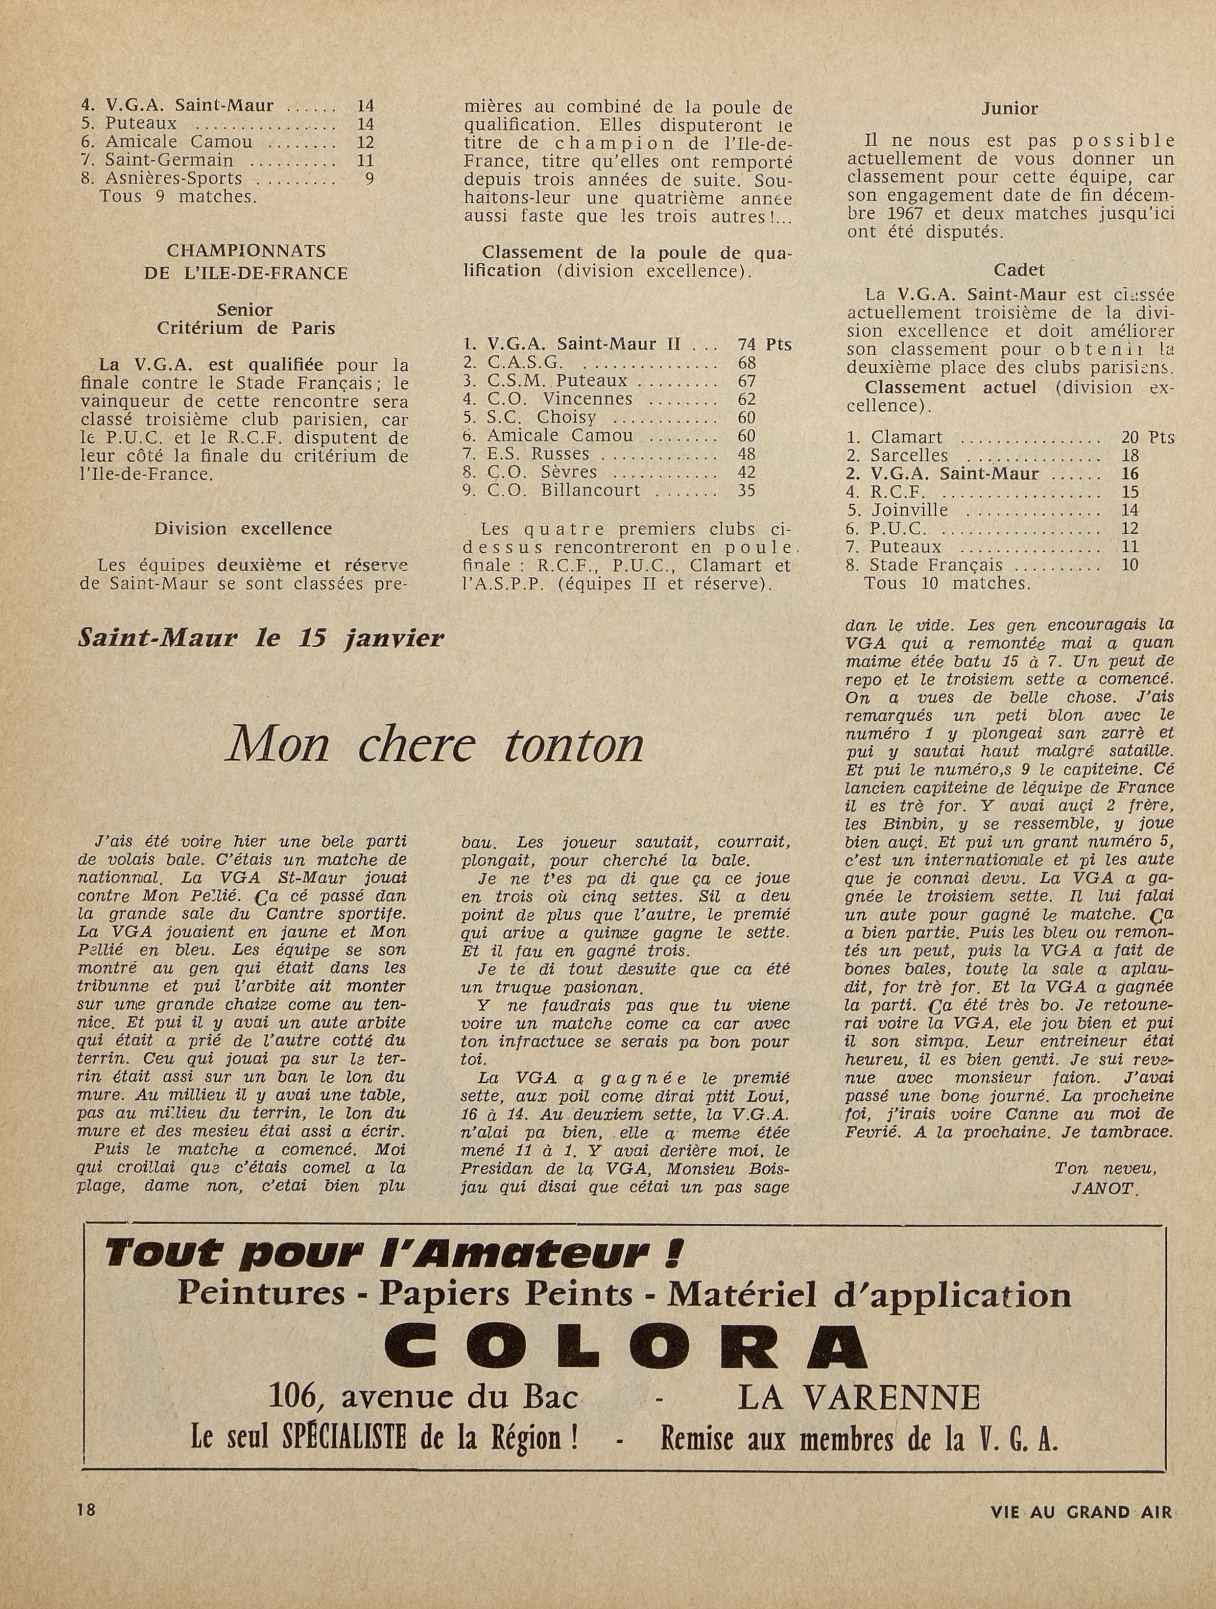 4. V.G.A. Saint-Maur ...... 14
5. Puteaux ................ 14
6. Amicale Camou ........ 12
7. Saint-Germain .......... 11
8. Asnières-Sports ......... 9
Tous 9 matches.
CHAMPIONNATS
DE L'ILE-DE-FRANCE
Senior
Critérium de Paris
La V.G.A. est qualifiée pour la
finale contre le Stade Français; le
vainqueur de cette rencontre sera
classé troisième club parisien, car
le P.U.C. et le R.C.F. disputent de
leur côté la finale du critérium de
l'Ile-de-France.
Division excellence
Les équipes deuxième et réserve
de Saint-Maur se sont classées pre-
mières au combiné de la poule de
qualification. Elles disputeront le
titre de champion de l'Ile-de-
France, titre qu'elles ont remporté
depuis trois années de suite. Sou-
haitons-leur une quatrième année
aussi faste que les trois autres!...
Classement de la poule de qua-
lification (division excellence).
1. V.G.A. Saint-Maur II ... 74 Pts
2. C.A.S.G. ............... 68
3. C.S.M. Puteaux ......... 67
4. C.O. Vincennes ........ 62
5. S.C. Choisy ............ 60
6. Amicale Camou ........ 60
7. E.S. Russes ............. 48
8. C.O. Sèvres ............ 42
9. C.O. Billancourt ....... 35
Les quatre premiers clubs ci-
dessus rencontreront en poule
finale : R.C.F., P.U.C., Clamart et
l'A.S.P.P. (équipes II et réserve).
Junior
Il ne nous est pas possible
actuellement de vous donner un
classement pour cette équipe, car
son engagement date de fin décem-
bre 1967 et deux matches jusqu'ici
ont été disputés.
Cadet
La V.G.A. Saint-Maur est classée
actuellement troisième de la divi-
sion excellence et doit améliorer
son classement pour obtenir la
deuxième place des clubs parisiens.
Classement actuel (division ex-
cellence).
1. Clamart ................ 20 Pts
2. Sarcelles ............... 18
2. V.G.A. Saint-Maur ...... 16
4. R.C.F. .................. 15
5. Joinville ............... 14
6. P.U.C. .................. 12
7. Puteaux ................ 11
8. Stade Français .......... 10
Tous 10 matches.
Saint-Maur le 15 janvier
Mon chere tonton
J'ais été voire hier une bele parti
de volais bale. C'étais un matche de
nationnal. La VGA St-Maur jouai
contre Mon Pellié. Ça cé passé dan
la grande sale du Cantre sportife.
La VGA jouaient en jaune et Mon
Pellié en bleu. Les équipe se son
montré au gen qui était dans les
tribunne et pui l'arbite ait monter
sur une grande chaize come au ten-
nice. Et pui il y avai un aute arbite
qui était a prié de l'autre cotté du
terrin. Ceu qui jouai pa sur le ter-
rin était assi sur un ban le lon du
mure. Au millieu il y avai une table,
pas au milieu du terrin, le lon du
mure et des mesieu étai assi a écrir.
Puis le matche a comencé. Moi
qui croillai que c'étais comel a la
plage, dame non, c'etai bien plu
bau. Les joueur sautait, courrait,
plongait, pour cherché la bale.
Je ne t'es pa di que ça ce joue
en trois où cinq settes. Sil a deu
point de plus que l'autre, le premié
qui arive a quinze gagne le sette.
Et il fau en gagné trois.
Je te di tout desuite que ca été
un truque pasionan.
Y ne faudrais pas que tu viene
voire un matche come ca car avec
ton infractuce se serais pa bon pour
toi.
La VGA a gagnée le premié
sette, aux poil come dirai ptit Loui,
16 à 14. Au deuxiem sette, la V.G.A.
n'alai pa bien, elle a meme étée
mené 11 à 1. Y avai derière moi, le
Presidan de la VGA, Monsieu Bois-
jau qui disai que cétai un pas sage
dan le vide. Les gen encouragais la
VGA qui a remontée mai a quan
maime étée batu 15 à 7. Un peut de
repo et le troisiem sette a comencé.
On a vues de belle chose. J'ais
remarqués un peti blon avec le
numéro 1 y plongeai san zarrè et
pui y sautai haut malgré sataille.
Et pui le numéro,s 9 le capiteine. Cé
lancien capiteine de léquipe de France
il es trè for. Y avai auçi 2 frère,
les Binbin, y se ressemble, y joue
bien auçi. Et pui un grant numéro 5,
c'est un internationale et pi les aute
que je connai devu. La VGA a ga-
gnée le troisiem sette. Il lui falai
un aute pour gagné le matche. Ça
a bien partie. Puis les bleu ou remon-
tés un peut, puis la VGA a fait de
bones bales, toute la sale a aplau-
dit, for trè for. Et la VGA a gagnée
la parti. Ça été très bo. Je retoune-
rai voire la VGA, ele jou bien et pui
il son simpa. Leur entreineur étai
heureu, il es bien genti. Je sui reve-
nue avec monsieur faion. J'avai
passé une bone journé. La procheine
foi, j'irais voire Canne au moi de
Fevrié. A la prochaine. Je tambrace.
Ton neveu,
JANOT.
Tout pour l'Amateur !
Peintures - Papiers Peints - Matériel d'application
COLORA
106, avenue du Bac - LA VARENNE
Le seul SPÉCIALISTE de la Région ! - Remise aux membres de la V. G. A.
18
VIE AU GRAND AIR